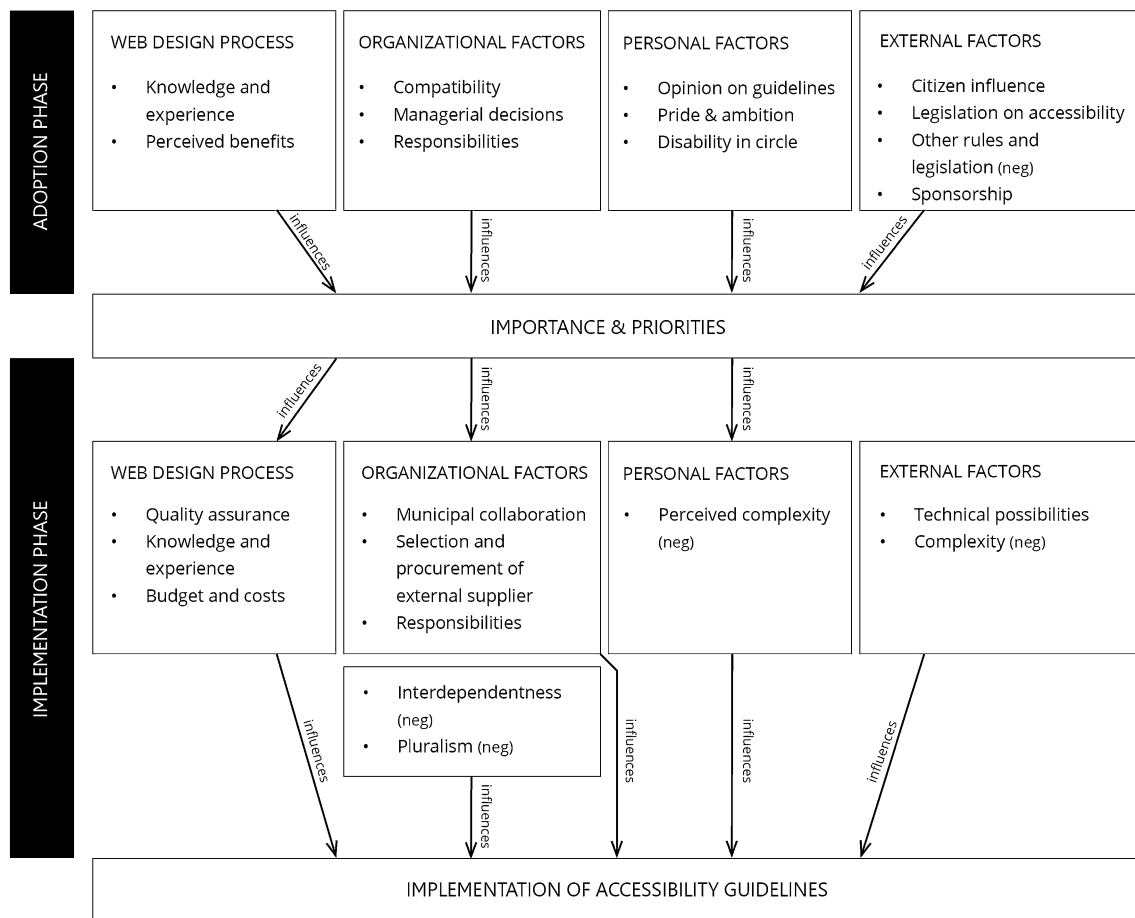 ADOPTION PHASE
WEB DESIGN PROCESS
• Knowledge and
experience
• Perceived benefits
ORGANIZATIONAL FACTORS
• Compatibility
• Managerial decisions
• Responsibilities
PERSONAL FACTORS
• Opinion on guidelines
• Pride & ambition
• Disability in circle
EXTERNAL FACTORS
• Citizen influence
• Legislation on accessibility
• Other rules and
legislation (neg)
• Sponsorship
influences
influences
influences
influences
IMPORTANCE & PRIORITIES
influences
influences
influences
IMPLEMENTATION PHASE
WEB DESIGN PROCESS
• Quality assurance
• Knowledge and
experience
• Budget and costs
ORGANIZATIONAL FACTORS
• Municipal collaboration
• Selection and
procurement of
external supplier
• Responsibilities
• Interdependentness
(neg)
• Pluralism (neg)
PERSONAL FACTORS
• Perceived complexity
(neg)
EXTERNAL FACTORS
• Technical possibilities
• Complexity (neg)
influences
influences
influences
influences
influences
IMPLEMENTATION OF ACCESSIBILITY GUIDELINES